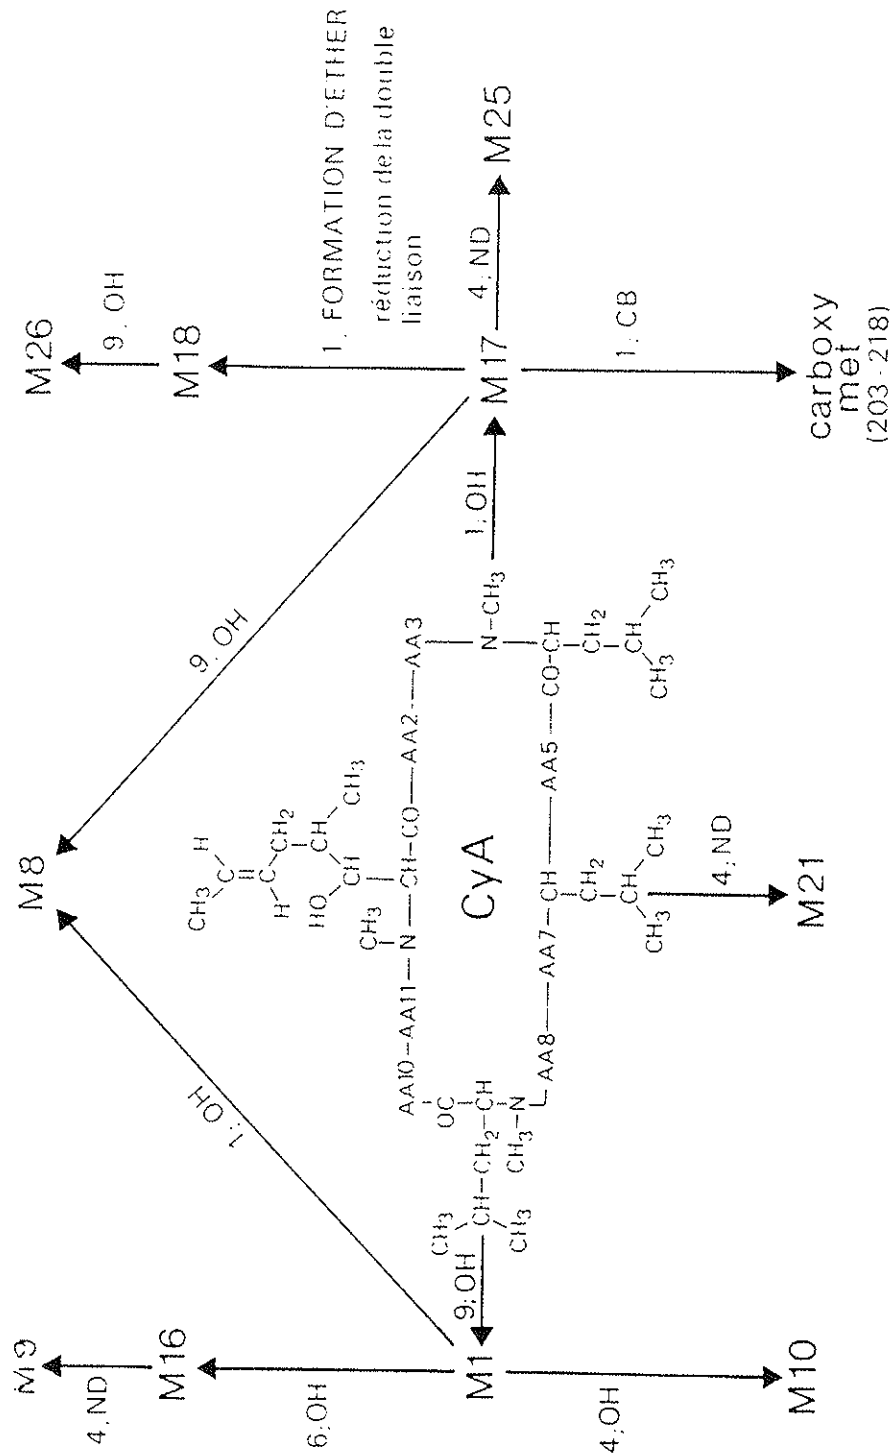 M9
4, ND
M16
6; OH
M1
4, OH
M10
9; OH
1; OH
M8
9, OH
M26
9, OH
M18
1, FORMATION D'ETHER
réduction de la double
liaison
M17
4; ND
M25
1, CB
carboxy
met
(203 - 218)
1; OH
CH3
H
C
=
H
C
CH2
HO
CH
CH
CH3
CH3
AA10-AA11-N-CH-CO-AA2-AA3
OC
CH3
CH-CH2-CH
CH3
CH3-N
N-CH3
CyA
AA8-AA7-CH-AA5-CO-CH
CH2
CH2
CH
CH
CH3
CH3
CH3
CH3
4; ND
M21